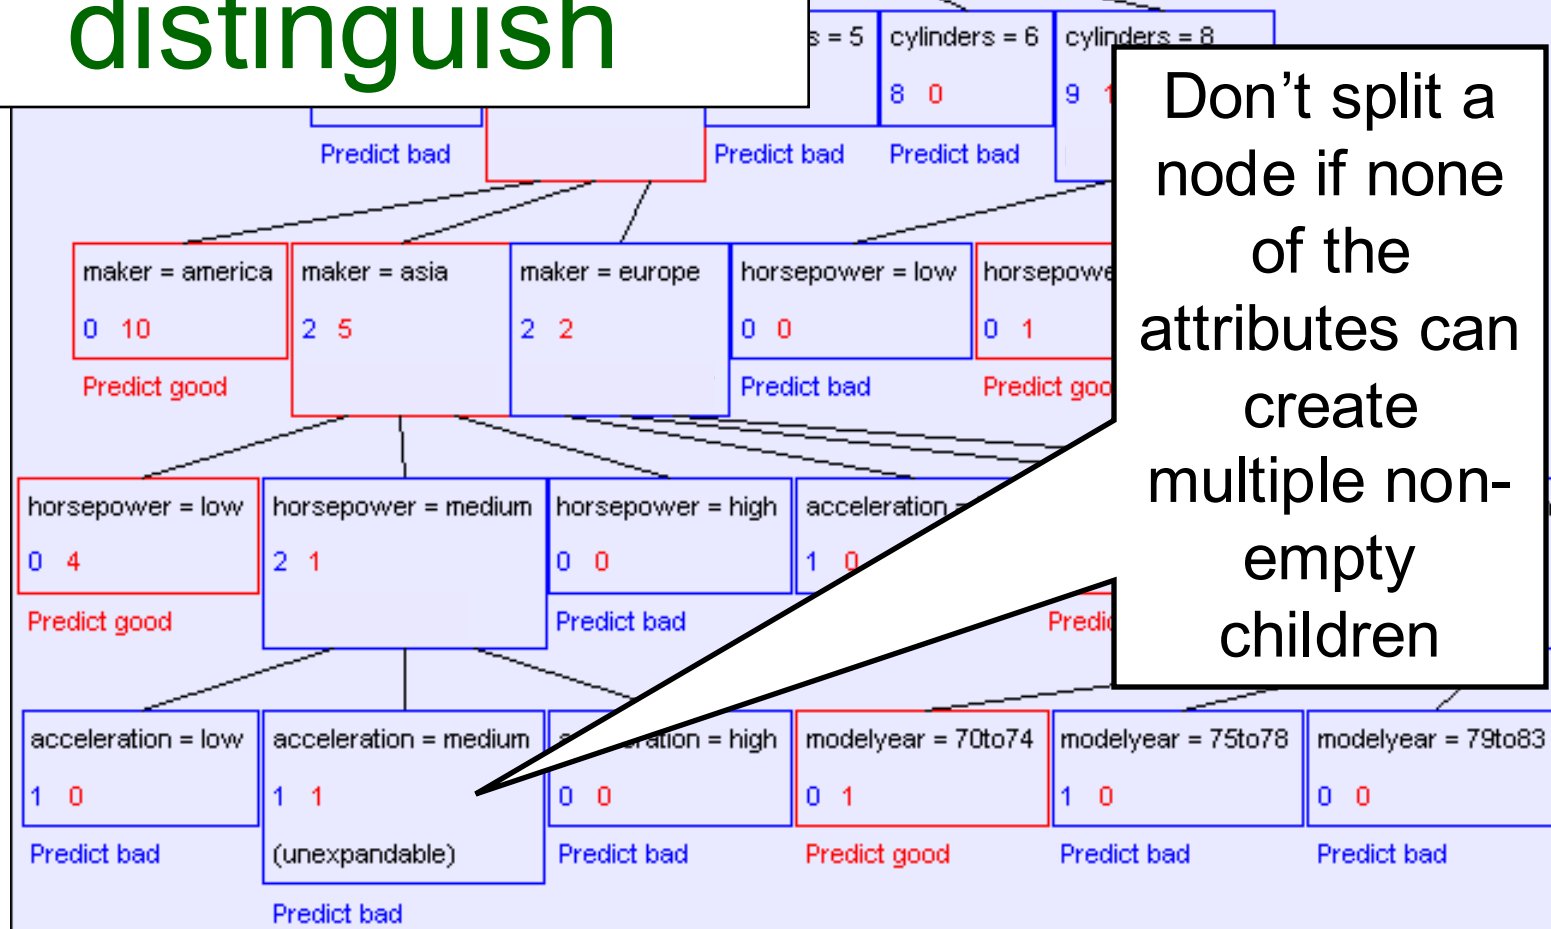 distinguish
s = 5 cylinders = 6 cylinders = 8
8 0 9
Predict bad Predict bad Predict bad
Don’t split a
node if none
of the
attributes can
create
multiple non-
empty
children
maker = america maker = asia maker = europe horsepower = low
0 10 2 5 2 2 0 0 0 1
Predict good Predict bad Predict
horsepower = low horsepower = medium horsepower = high acceleration
0 4 2 1 0 0 1 0
Predict good Predict bad
acceleration = low acceleration = medium = high modelyear = 70to74 modelyear = 75to78 modelyear = 79to83
1 0 1 1 0 0 0 1 1 0 0 0
Predict bad (unexpandable) Predict bad Predict good Predict bad Predict bad
Predict bad